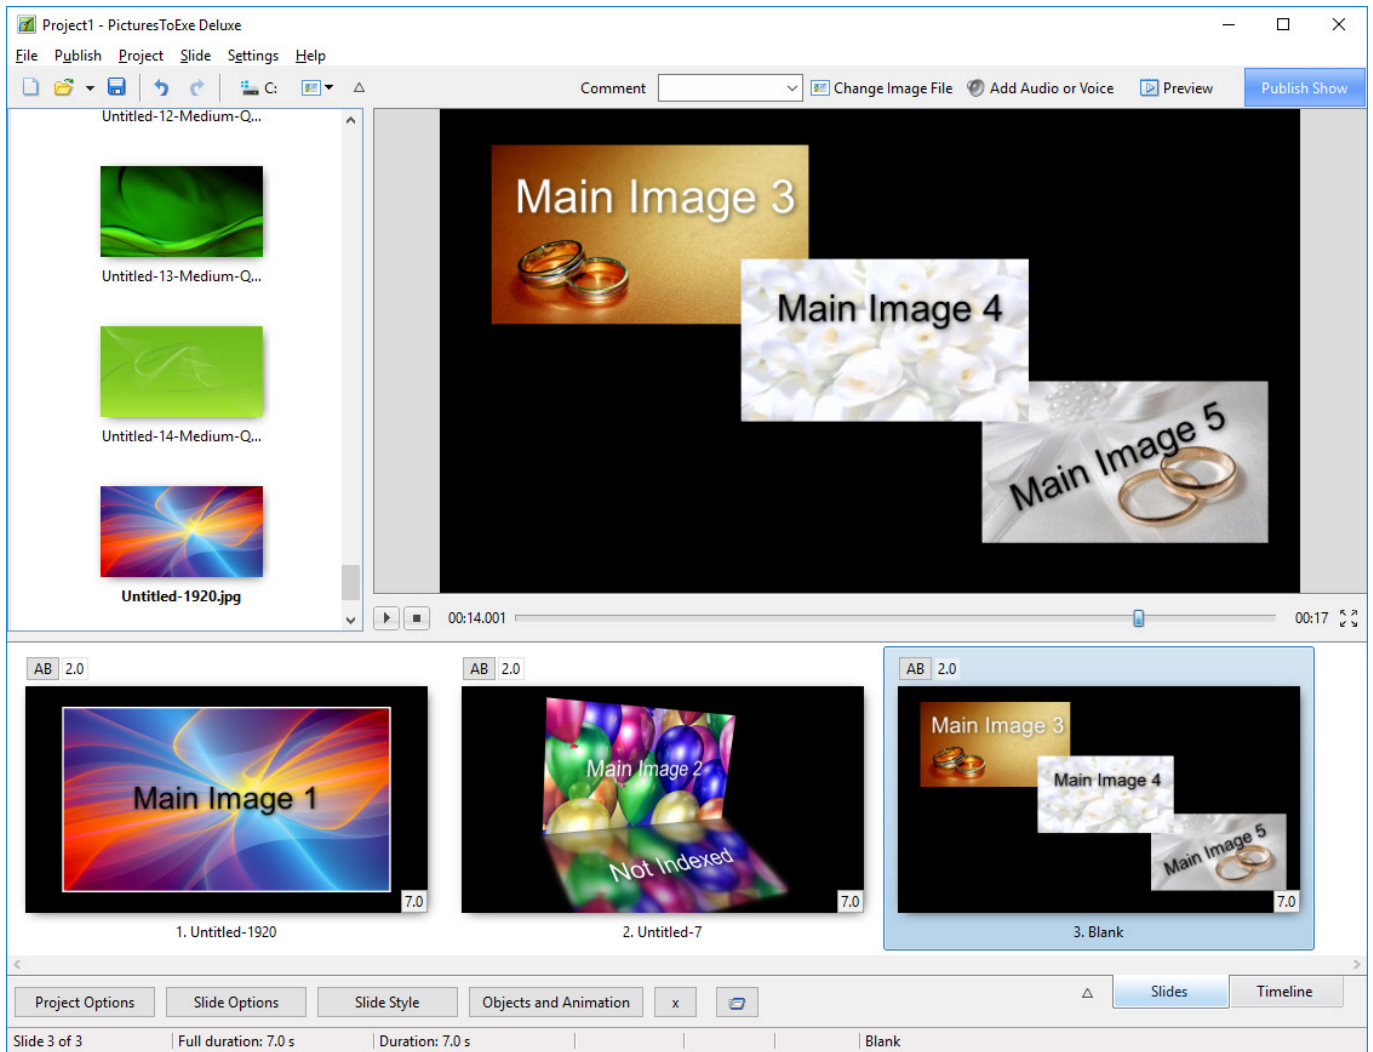 Project1 - PicturesToExe Deluxe
File Publish Project Slide Settings Help
C: Comment Change Image File Add Audio or Voice Preview Publish Show
Untitled-12-Medium-Q...
Untitled-13-Medium-Q...
Untitled-14-Medium-Q...
Untitled-1920.jpg
Main Image 3
Main Image 4
Main Image 5
00:14.001 00:17
AB 2.0
Main Image 1
7.0
1. Untitled-1920
AB 2.0
Main Image 2
Not Indexed
7.0
2. Untitled-7
AB 2.0
Main Image 3
Main Image 4
Main Image 5
7.0
3. Blank
Project Options Slide Options Slide Style Objects and Animation x Slides Timeline
Slide 3 of 3 Full duration: 7.0 s Duration: 7.0 s Blank